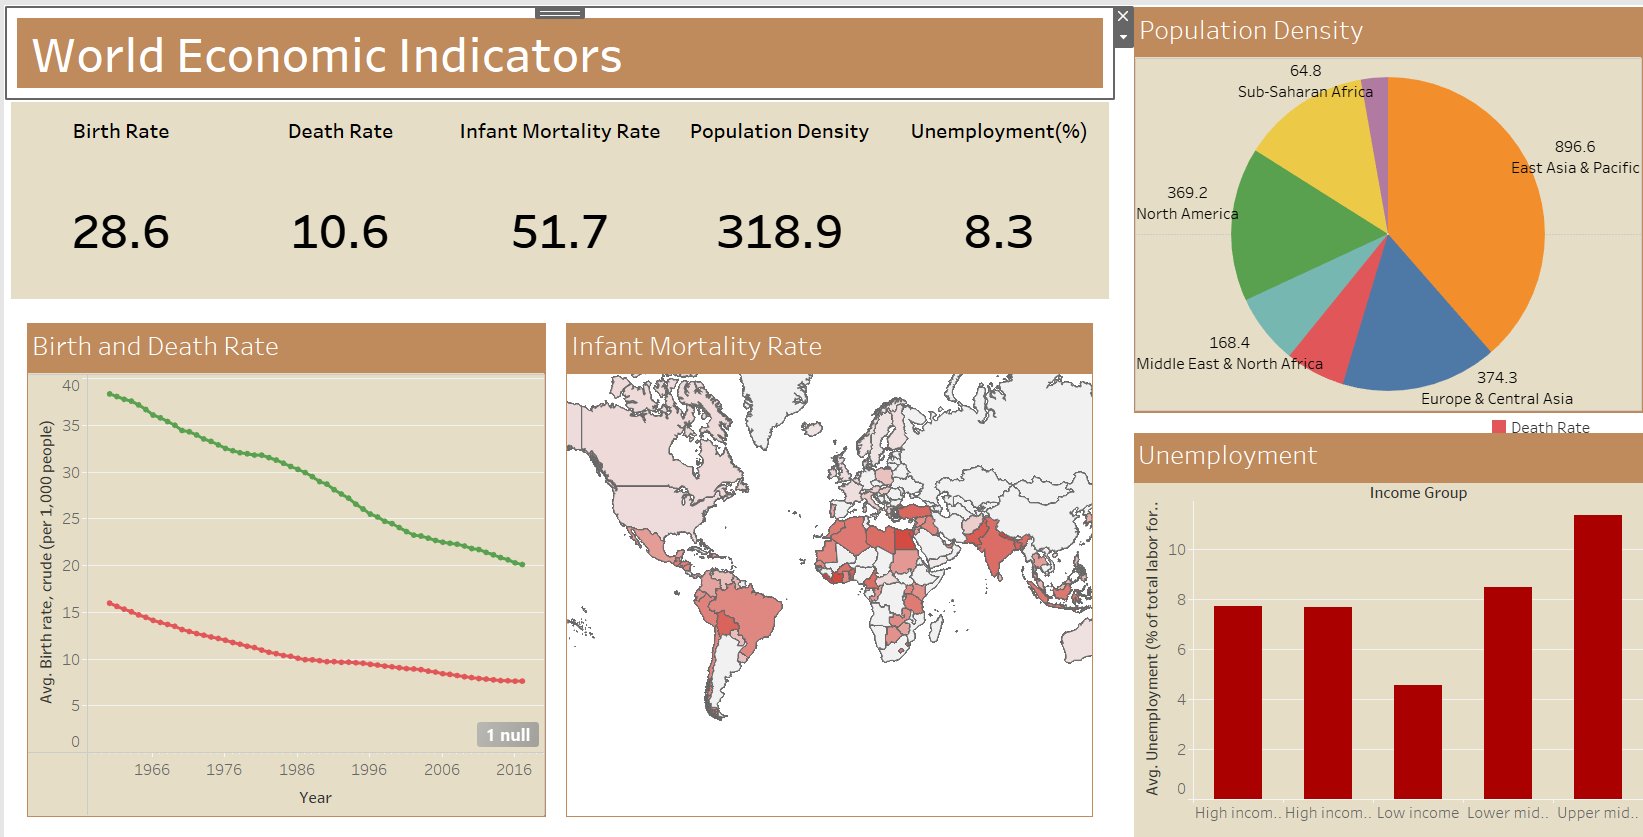 World Economic Indicators
Birth Rate
Death Rate
Infant Mortality Rate
Population Density
Unemployment(%)
28.6
10.6
51.7
318.9
8.3
Birth and Death Rate
40
35
30
25
20
15
10
5
0
Avg. Birth rate, crude (per 1,000 people)
1 null
1966
1976
1986
1996
2006
2016
Year
Infant Mortality Rate
Population Density
64.8
Sub-Saharan Africa
896.6
East Asia & Pacific
369.2
North America
168.4
Middle East & North Africa
374.3
Europe & Central Asia
Death Rate
Unemployment
Income Group
Avg. Unemployment (% of total labor for..
10
8
6
4
2
0
High incom..
High incom..
Low income
Lower mid..
Upper mid..